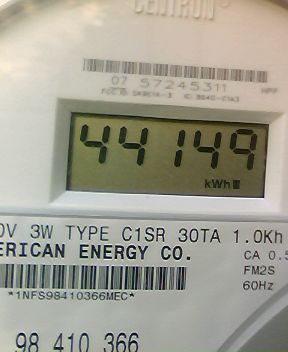 CENTRON
07 57245311
44149
kWh
0V 3W TYPE C1SR 30TA 1.0Kh
ERICAN ENERGY CO.
CA 0.5
FM2S
60Hz
*1NFS98410366MEC*
98 410 366